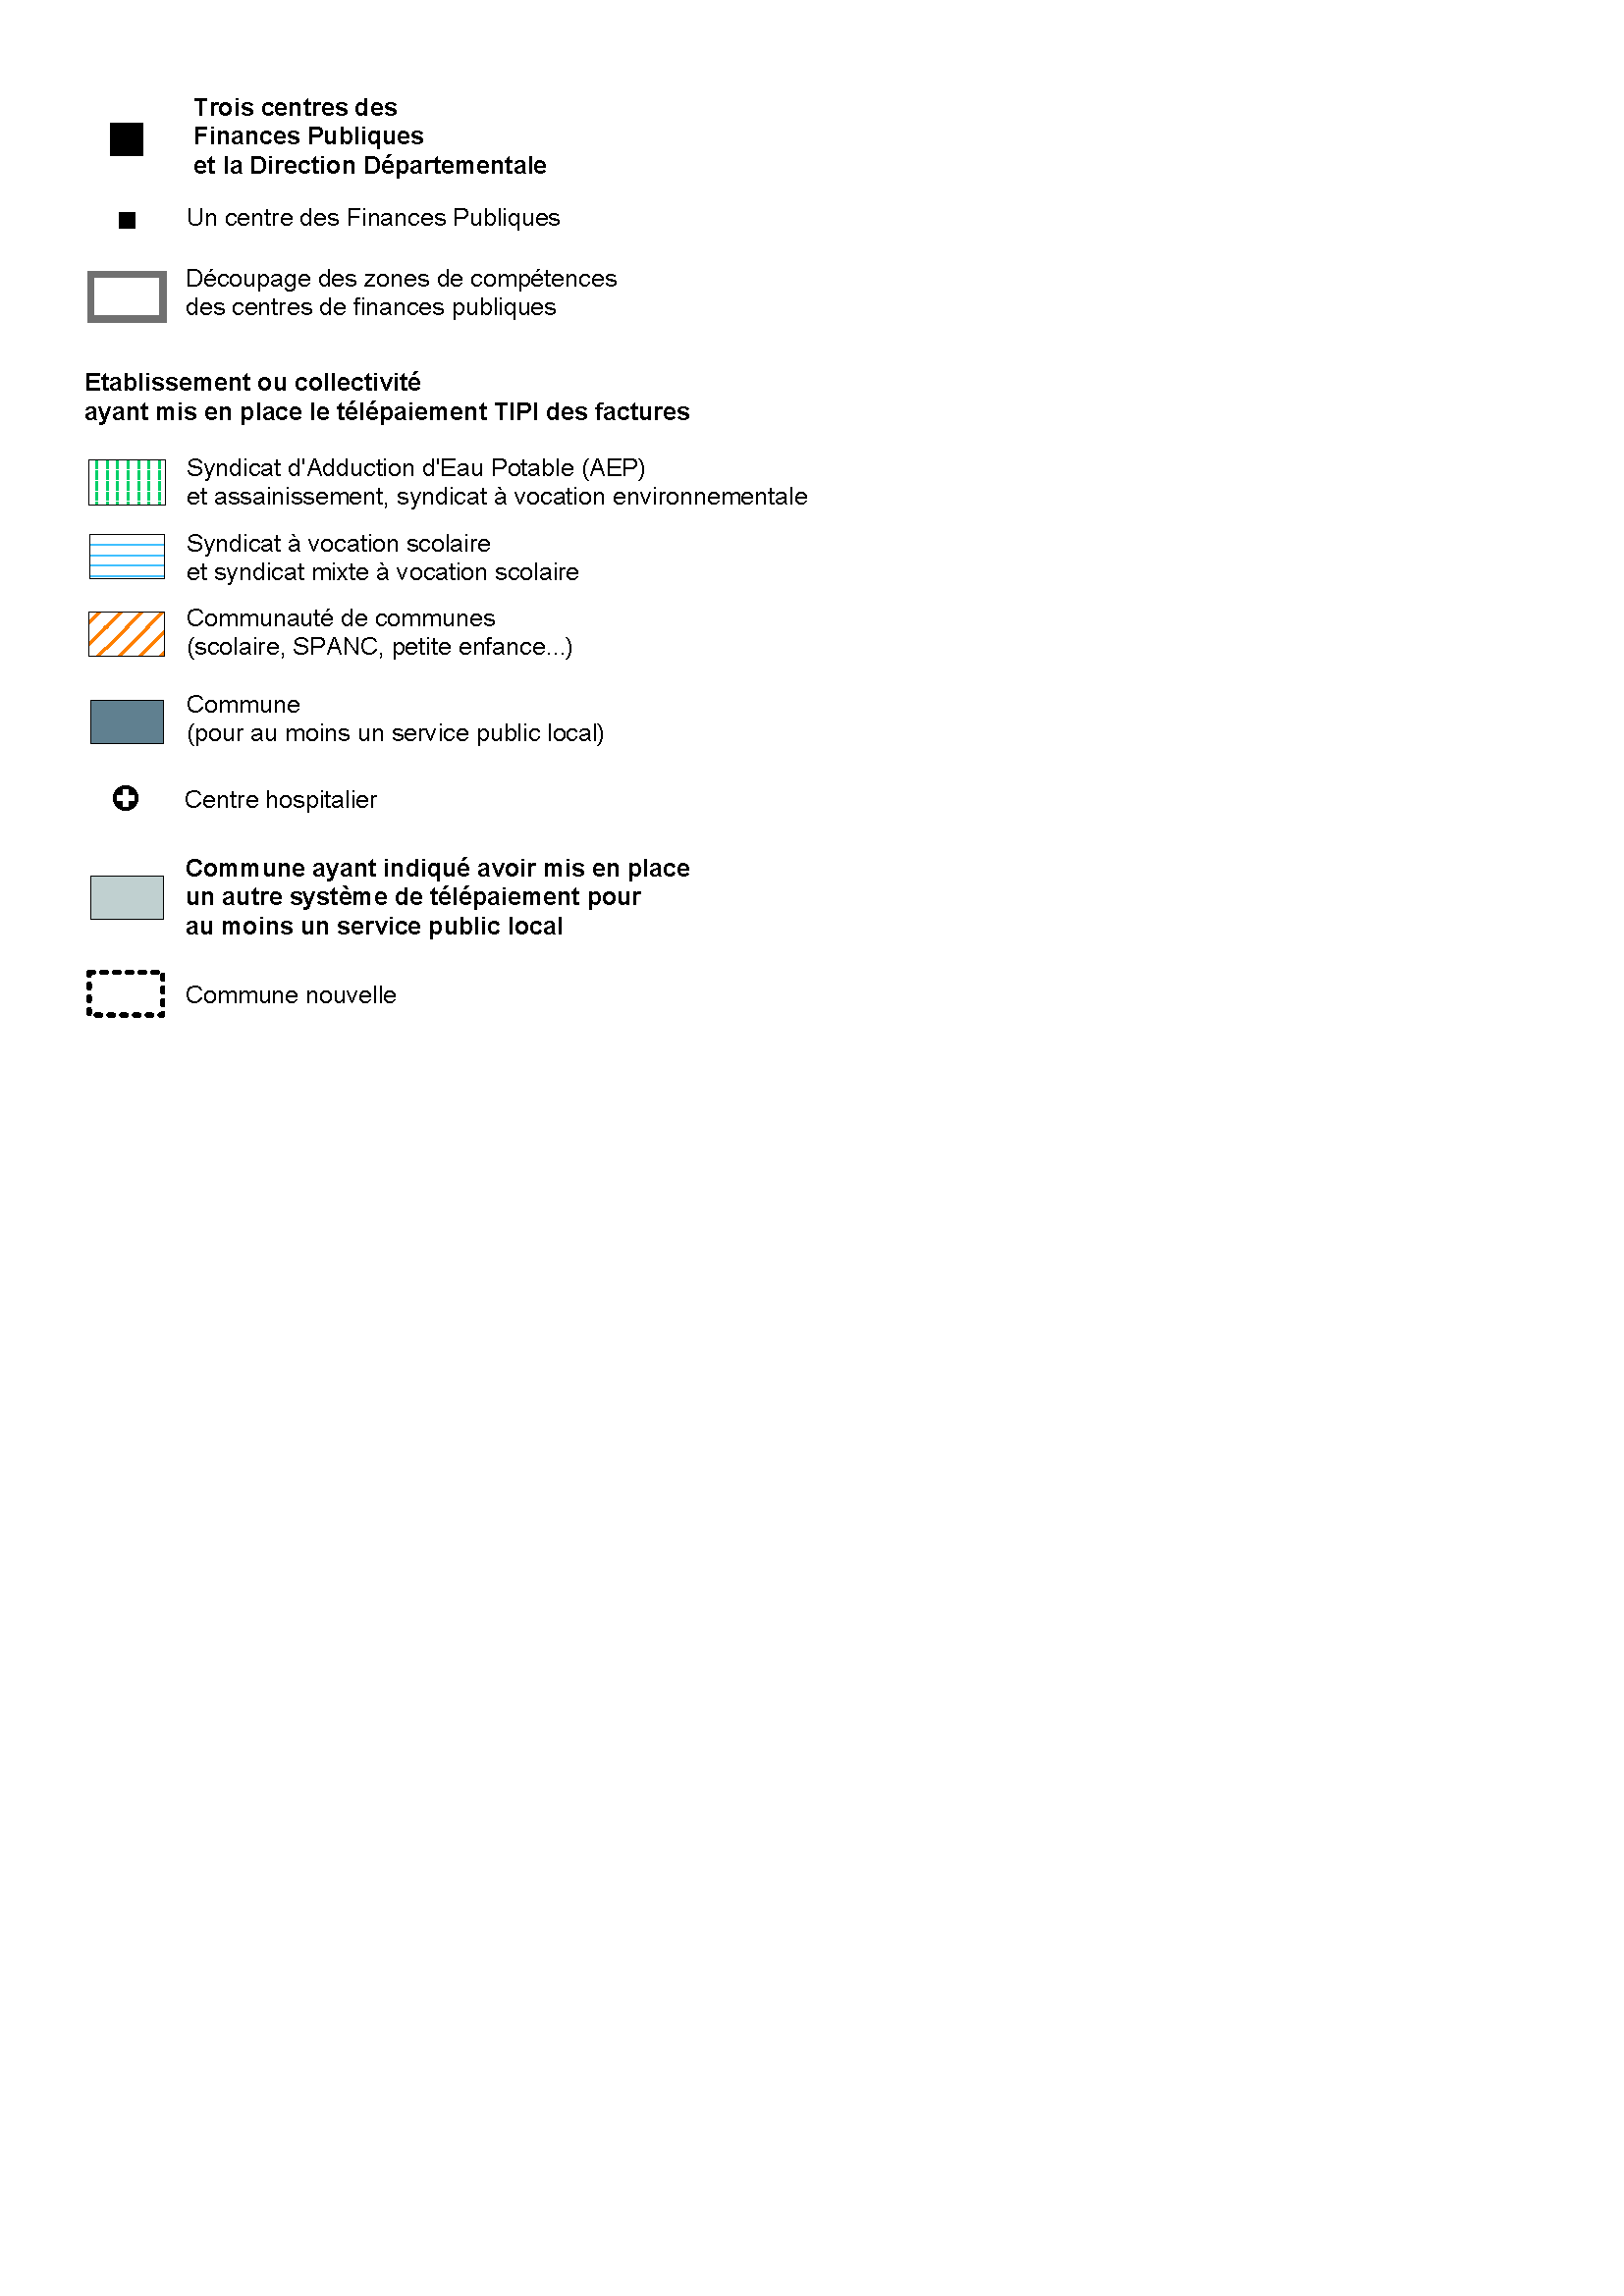 Trois centres des
Finances Publiques
et la Direction Départementale
Un centre des Finances Publiques
Découpage des zones de compétences
des centres de finances publiques
Etablissement ou collectivité
ayant mis en place le télépaiement TIPI des factures
Syndicat d'Adduction d'Eau Potable (AEP)
et assainissement, syndicat à vocation environnementale
Syndicat à vocation scolaire
et syndicat mixte à vocation scolaire
Communauté de communes
(scolaire, SPANC, petite enfance...)
Commune
(pour au moins un service public local)
Centre hospitalier
Commune ayant indiqué avoir mis en place
un autre système de télépaiement pour
au moins un service public local
Commune nouvelle